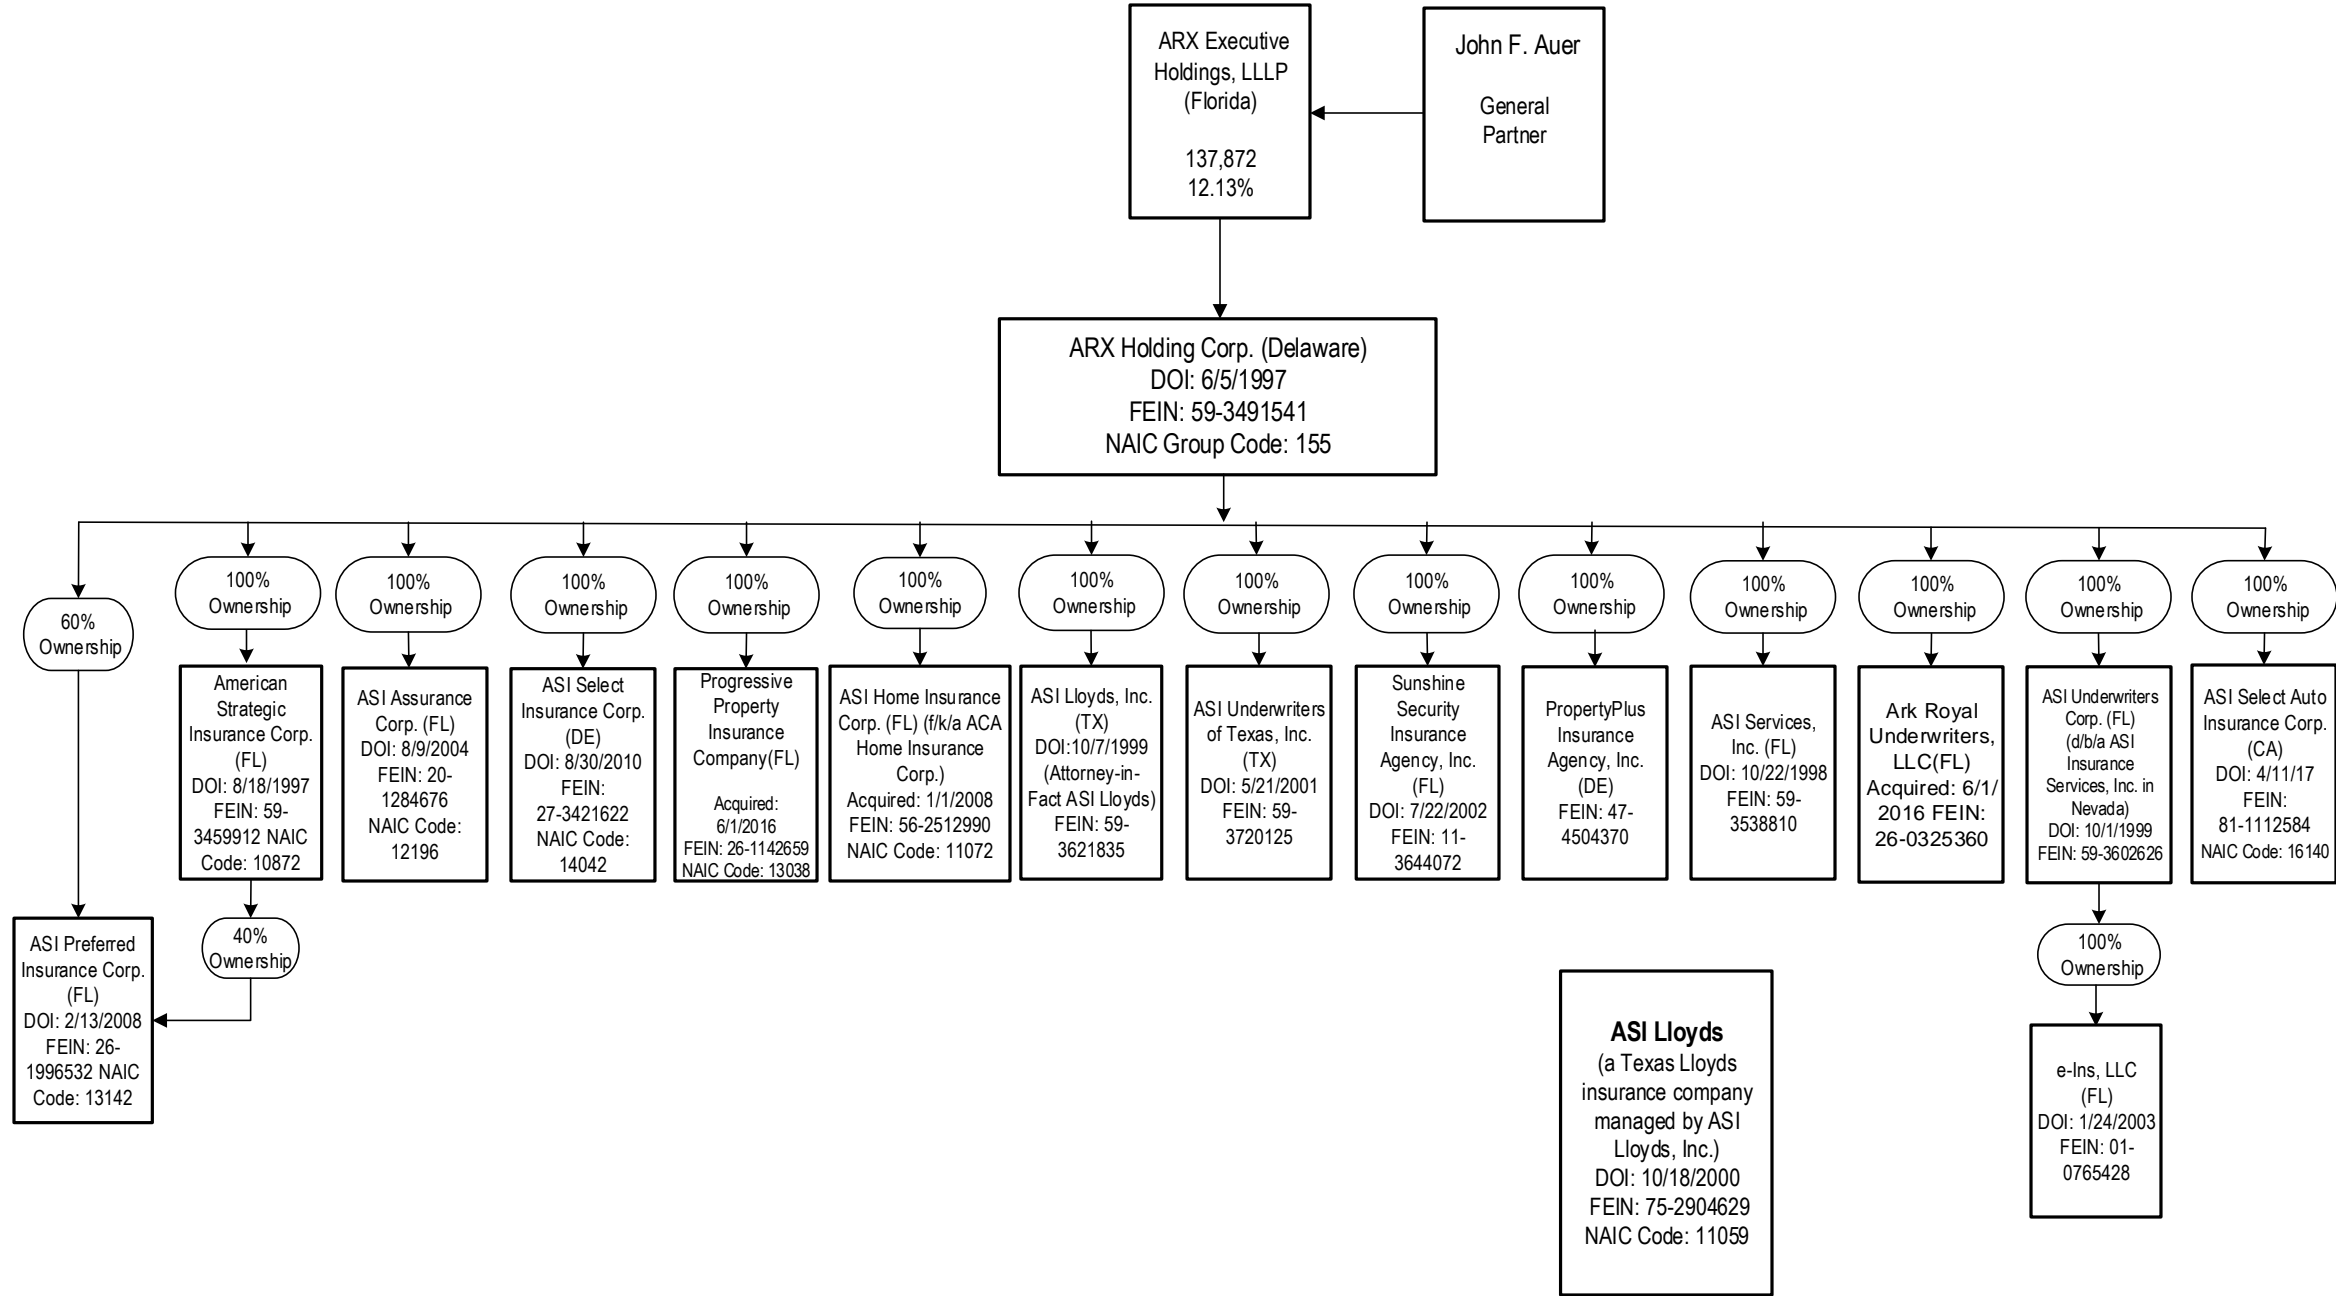 ARX Executive
Holdings, LLLP
(Florida)
137,872
12.13%
John F. Auer
General
Partner
ARX Holding Corp. (Delaware)
DOI: 6/5/1997
FEIN: 59-3491541
NAIC Group Code: 155
60%
Ownership
100%
Ownership
100%
Ownership
100%
Ownership
100%
Ownership
100%
Ownership
100%
Ownership
100%
Ownership
100%
Ownership
100%
Ownership
100%
Ownership
100%
Ownership
100%
Ownership
100%
Ownership
American
Strategic
Insurance Corp.
(FL)
DOI: 8/18/1997
FEIN: 59-
3459912 NAIC
Code: 10872
ASI Assurance
Corp. (FL)
DOI: 8/9/2004
FEIN: 20-
1284676
NAIC Code:
12196
ASI Select
Insurance Corp.
(DE)
DOI: 8/30/2010
FEIN:
27-3421622
NAIC Code:
14042
Progressive
Property
Insurance
Company(FL)
Acquired:
6/1/2016
FEIN: 26-1142659
NAIC Code: 13038
ASI Home Insurance
Corp. (FL) (f/k/a ACA
Home Insurance
Corp.)
Acquired: 1/1/2008
FEIN: 56-2512990
NAIC Code: 11072
ASI Lloyds, Inc.
(TX)
DOI:10/7/1999
(Attorney-in-
Fact ASI Lloyds)
FEIN: 59-
3621835
ASI Underwriters
of Texas, Inc.
(TX)
DOI: 5/21/2001
FEIN: 59-
3720125
Sunshine
Security
Insurance
Agency, Inc.
(FL)
DOI: 7/22/2002
FEIN: 11-
3644072
PropertyPlus
Insurance
Agency, Inc.
(DE)
FEIN: 47-
4504370
ASI Services,
Inc. (FL)
DOI: 10/22/1998
FEIN: 59-
3538810
Ark Royal
Underwriters,
LLC(FL)
Acquired: 6/1/
2016 FEIN:
26-0325360
ASI Underwriters
Corp. (FL)
(d/b/a ASI
Insurance
Services, Inc. in
Nevada)
DOI: 10/1/1999
FEIN: 59-3602626
ASI Select Auto
Insurance Corp.
(CA)
DOI: 4/11/17
FEIN:
81-1112584
NAIC Code: 16140
ASI Preferred
Insurance Corp.
(FL)
DOI: 2/13/2008
FEIN: 26-
1996532 NAIC
Code: 13142
40%
Ownership
100%
Ownership
ASI Lloyds
(a Texas Lloyds
insurance company
managed by ASI
Lloyds, Inc.)
DOI: 10/18/2000
FEIN: 75-2904629
NAIC Code: 11059
e-Ins, LLC
(FL)
DOI: 1/24/2003
FEIN: 01-
0765428